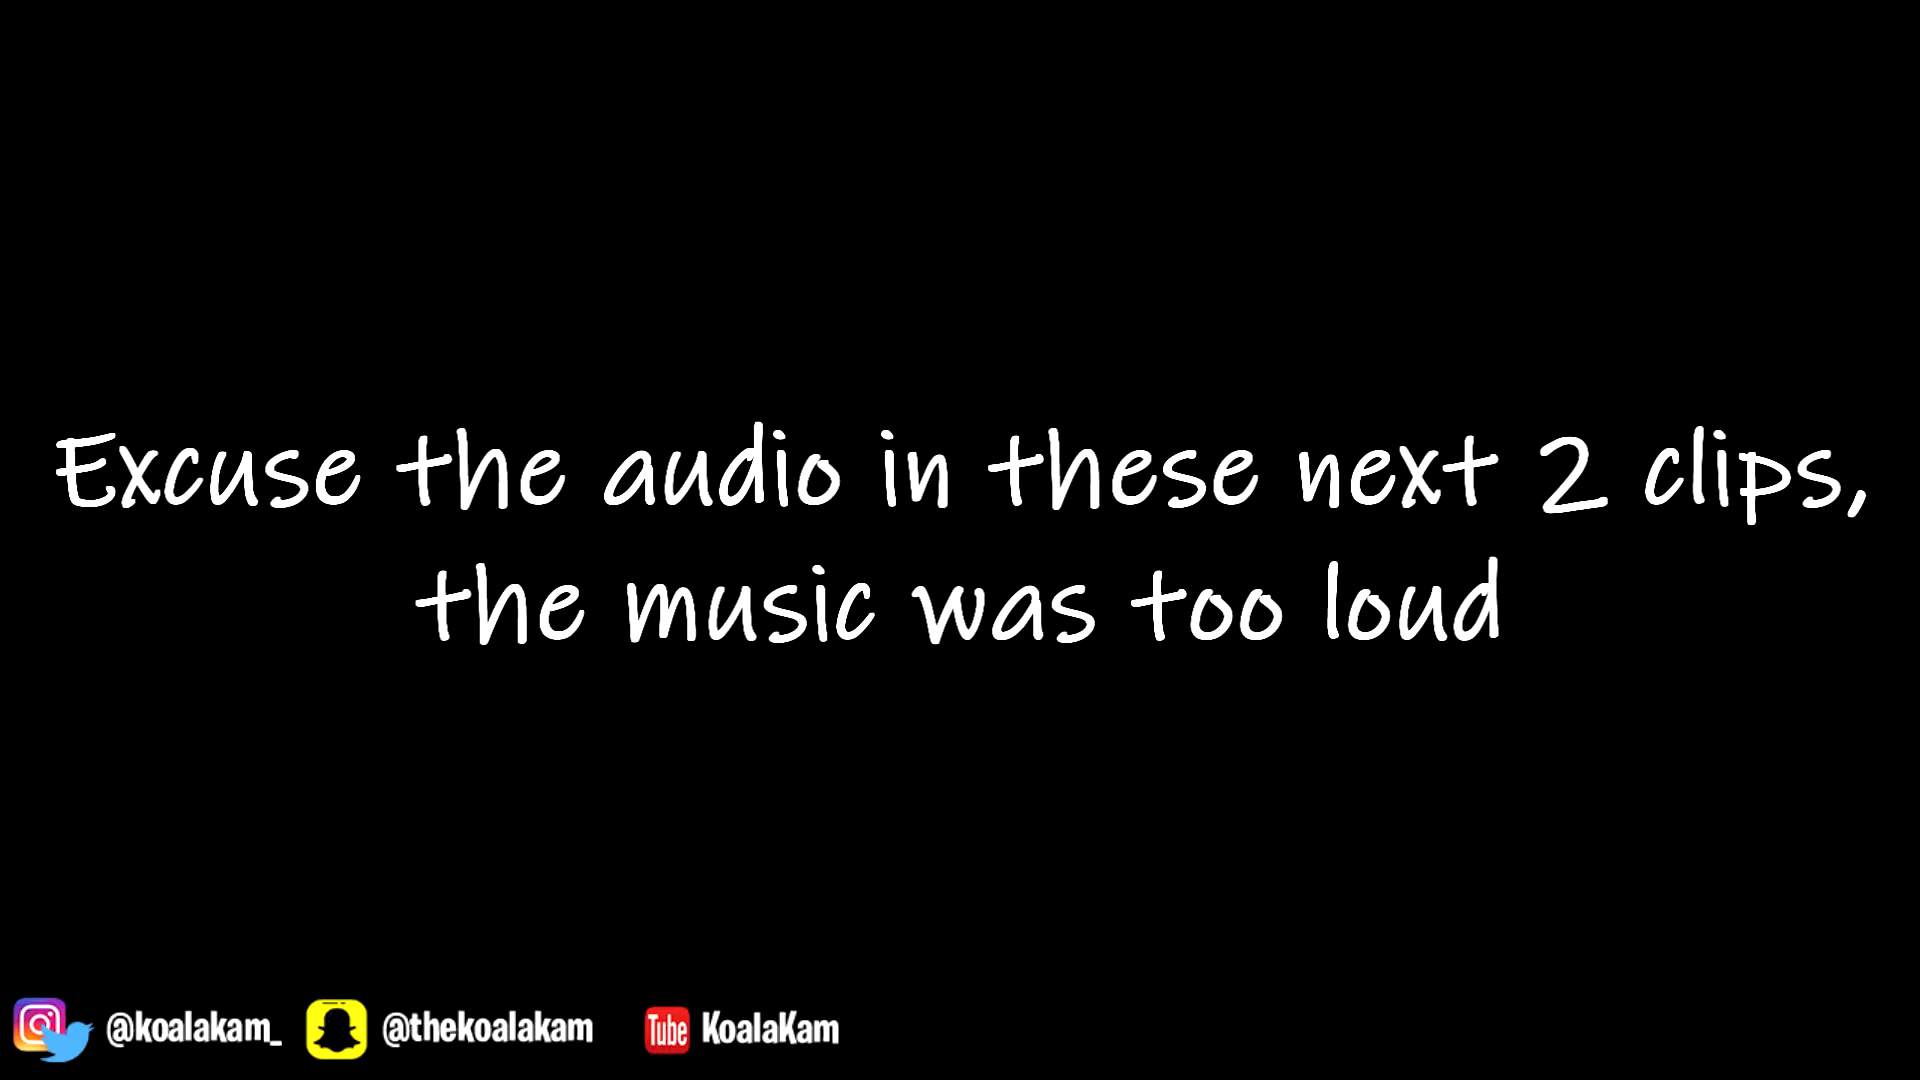 Excuse the audio in these next 2 clips,
the music was too loud
@koalakam_ @thekoalakam Tube KoalaKam